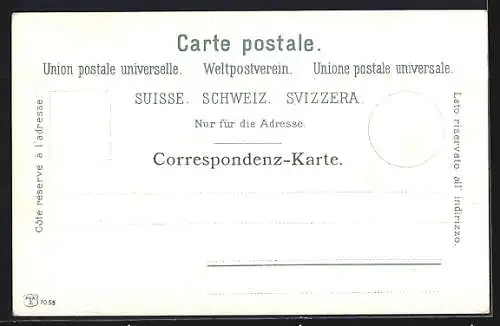 Carte postale.
Union postale universelle. Weltpostverein. Unione postale universale.
SUISSE. SCHWEIZ. SVIZZERA.
Nur für die Adresse.
Correspondenz-Karte.
Côté réservé à l'adresse.
Lato riservato all' indirizzo.
7058